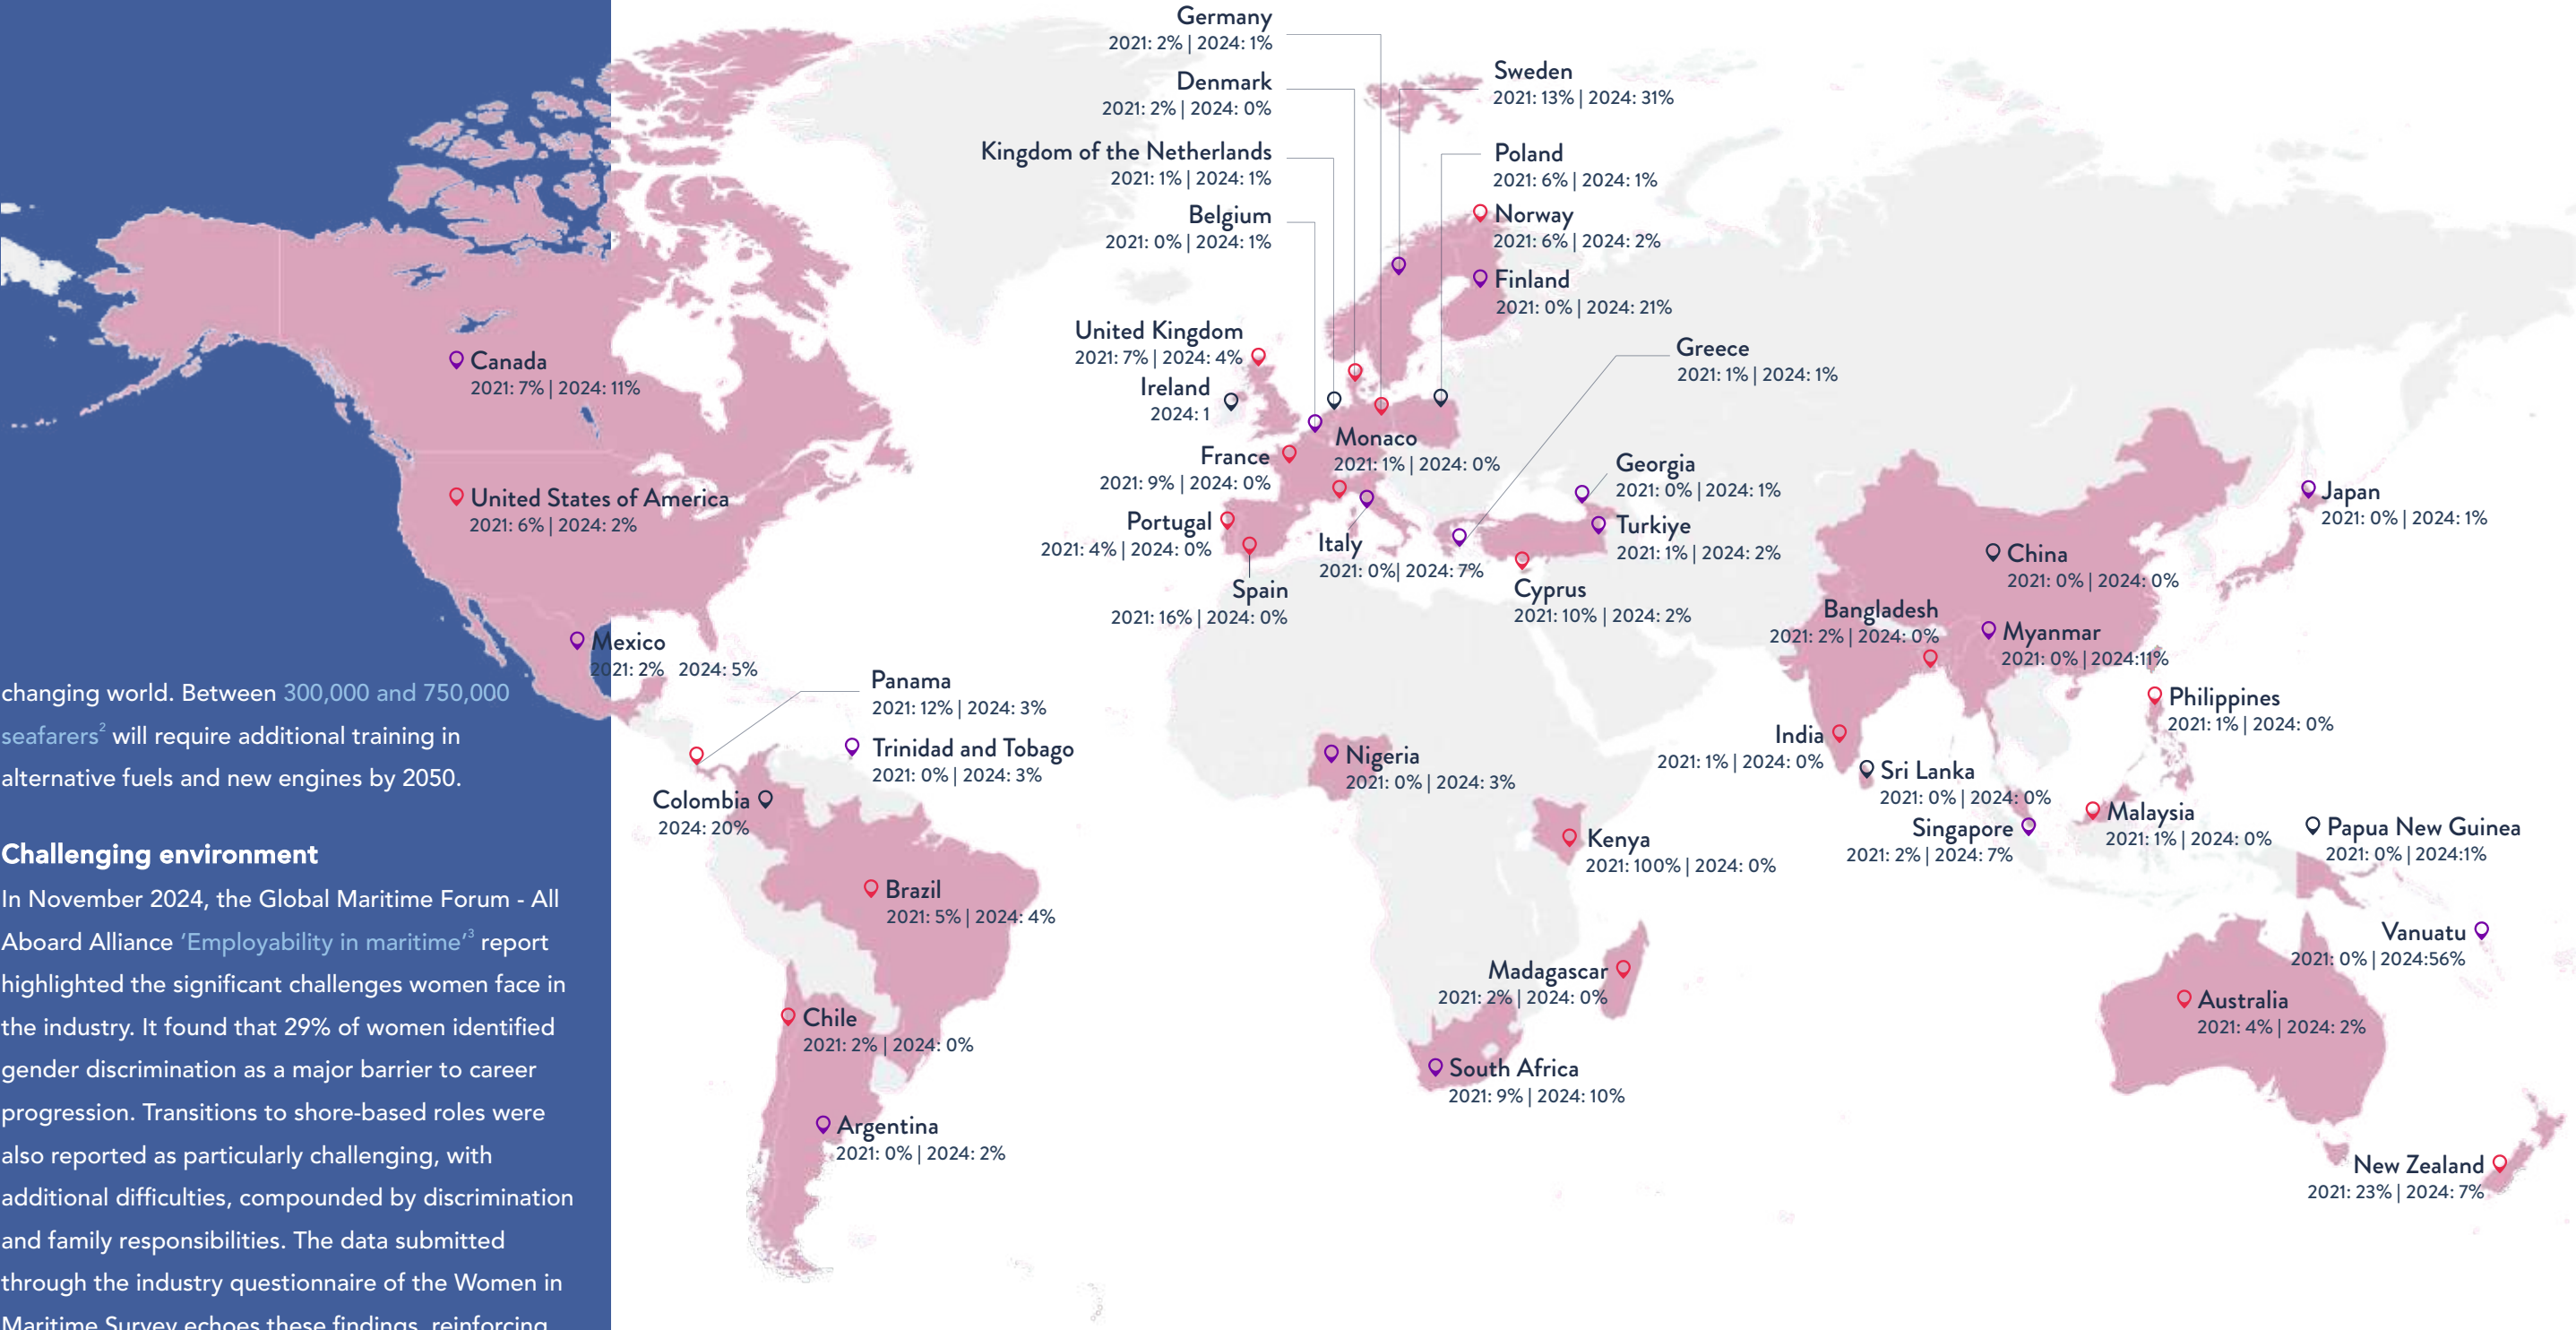 changing world. Between 300,000 and 750,000
seafarers2 will require additional training in
alternative fuels and new engines by 2050.
Challenging environment
In November 2024, the Global Maritime Forum - All
Aboard Alliance ‘Employability in maritime’3 report
highlighted the significant challenges women face in
the industry. It found that 29% of women identified
gender discrimination as a major barrier to career
progression. Transitions to shore-based roles were
also reported as particularly challenging, with
additional difficulties, compounded by discrimination
and family responsibilities. The data submitted
through the industry questionnaire of the Women in
Maritime Survey echoes these findings, reinforcing
Canada
2021: 7% | 2024: 11%
United States of America
2021: 6% | 2024: 2%
Mexico
2021: 2% 2024: 5%
Panama
2021: 12% | 2024: 3%
Trinidad and Tobago
2021: 0% | 2024: 3%
Colombia
2024: 20%
Brazil
2021: 5% | 2024: 4%
Chile
2021: 2% | 2024: 0%
Argentina
2021: 0% | 2024: 2%
Germany
2021: 2% | 2024: 1%
Denmark
2021: 2% | 2024: 0%
Kingdom of the Netherlands
2021: 1% | 2024: 1%
Belgium
2021: 0% | 2024: 1%
Sweden
2021: 13% | 2024: 31%
Poland
2021: 6% | 2024: 1%
Norway
2021: 6% | 2024: 2%
Finland
2021: 0% | 2024: 21%
United Kingdom
2021: 7% | 2024: 4%
Ireland
2024: 1
Greece
2021: 1% | 2024: 1%
Monaco
2021: 1% | 2024: 0%
France
2021: 9% | 2024: 0%
Georgia
2021: 0% | 2024: 1%
Portugal
2021: 4% | 2024: 0%
Turkiye
2021: 1% | 2024: 2%
Italy
2021: 0%| 2024: 7%
Spain
2021: 16% | 2024: 0%
Cyprus
2021: 10% | 2024: 2%
Nigeria
2021: 0% | 2024: 3%
Kenya
2021: 100% | 2024: 0%
Madagascar
2021: 2% | 2024: 0%
South Africa
2021: 9% | 2024: 10%
Japan
2021: 0% | 2024: 1%
China
2021: 0% | 2024: 0%
Bangladesh
2021: 2% | 2024: 0%
Myanmar
2021: 0% | 2024:11%
Philippines
2021: 1% | 2024: 0%
India
2021: 1% | 2024: 0%
Sri Lanka
2021: 0% | 2024: 0%
Malaysia
2021: 1% | 2024: 0%
Singapore
2021: 2% | 2024: 7%
Papua New Guinea
2021: 0% | 2024:1%
Vanuatu
2021: 0% | 2024:56%
Australia
2021: 4% | 2024: 2%
New Zealand
2021: 23% | 2024: 7%